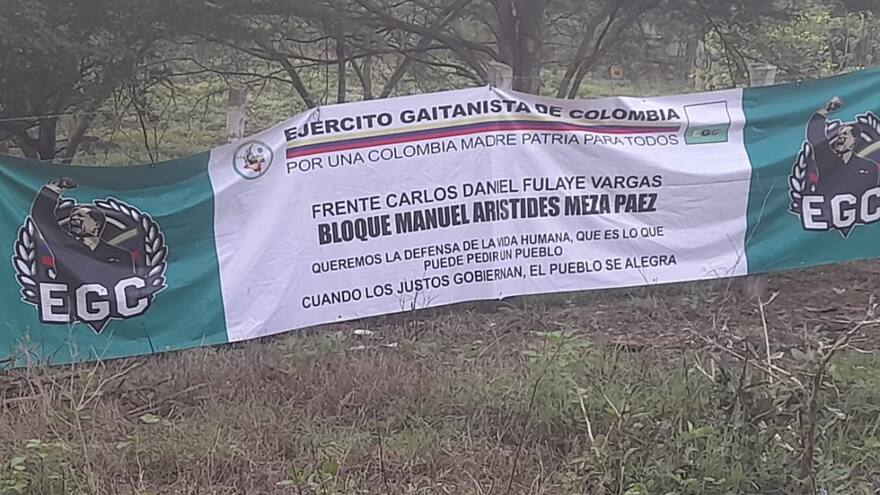 EJÉRCITO GAITANISTA DE COLOMBIA
POR UNA COLOMBIA MADRE PATRIA PARA TODOS
EGC
FRENTE CARLOS DANIEL FULAYE VARGAS
BLOQUE MANUEL ARISTIDES MEZA PAEZ
QUEREMOS LA DEFENSA DE LA VIDA HUMANA, QUE ES LO QUE
PUEDE PEDIR UN PUEBLO
CUANDO LOS JUSTOS GOBIERNAN, EL PUEBLO SE ALEGRA
EGC
EGC